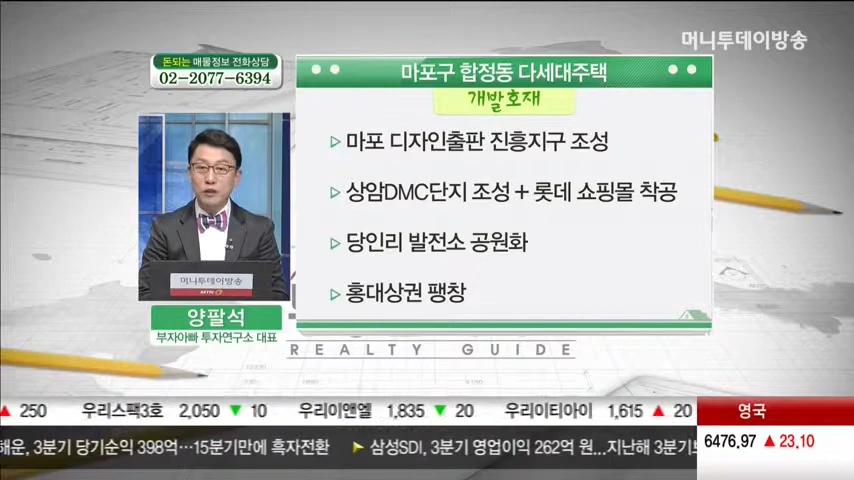 머니투데이방송
돈되는 매물정보 전화상담
02-2077-6394
마포구 합정동 다세대주택
개발호재
▷ 마포 디자인출판 진흥지구 조성
▷ 상암DMC단지 조성 + 롯데 쇼핑몰 착공
▷ 당인리 발전소 공원화
▷ 홍대상권 팽창
머니투데이방송
MTN
양팔석
부자아빠 투자연구소 대표
REALTY GUIDE
▲ 250 우리스팩3호 2,050 ▼ 10 우리이앤엘 1,835 ▼ 20 우리이티아이 1,615 ▲ 20
영국
6476.97 ▲ 23.10
해운, 3분기 당기순익 398억…15분기만에 흑자전환 ▶ 삼성SDI, 3분기 영업이익 262억 원...지난해 3분기보